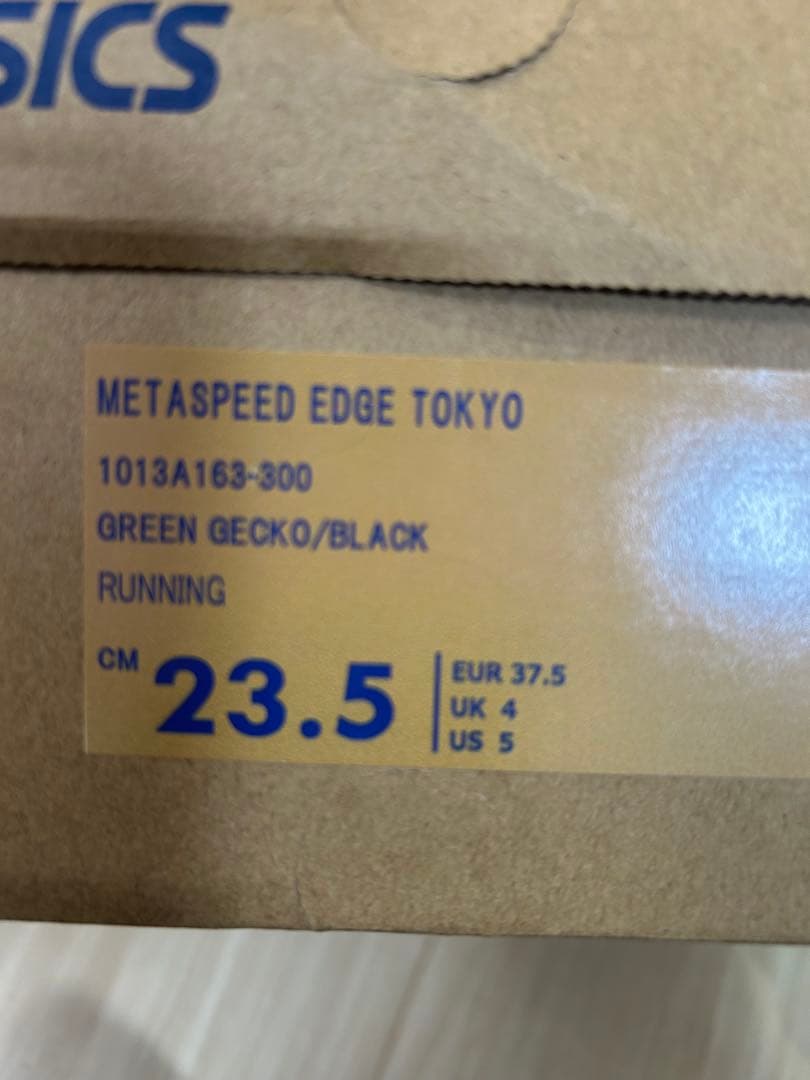 SICS
METASPEED EDGE TOKYO
1013A163-300
GREEN GECKO/BLACK
RUNNING
CM 23.5
EUR 37.5
UK 4
US 5